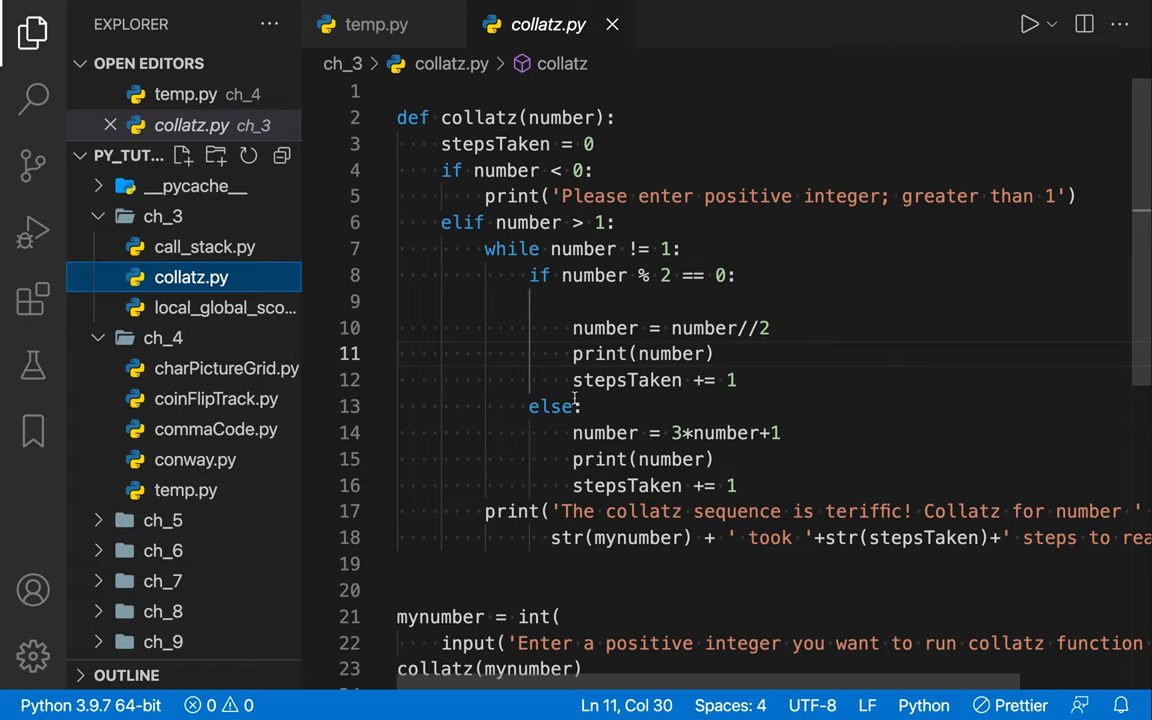 EXPLORER
OPEN EDITORS
temp.py ch_4
collatz.py ch_3
PY_TUT...
__pycache__
ch_3
call_stack.py
collatz.py
local_global_sco...
ch_4
charPictureGrid.py
coinFlipTrack.py
commaCode.py
conway.py
temp.py
ch_5
ch_6
ch_7
ch_8
ch_9
OUTLINE
temp.py collatz.py
ch_3 > collatz.py > collatz
1
2 def collatz(number):
3 stepsTaken = 0
4 if number < 0:
5 print('Please enter positive integer; greater than 1')
6 elif number > 1:
7 while number != 1:
8 if number % 2 == 0:
9
10 number = number//2
11 print(number)
12 stepsTaken += 1
13 else:
14 number = 3*number+1
15 print(number)
16 stepsTaken += 1
17 print('The collatz sequence is teriffic! Collatz for number '
18 str(mynumber) + ' took '+str(stepsTaken)+' steps to rea
19
20
21 mynumber = int(
22 input('Enter a positive integer you want to run collatz function
23 collatz(mynumber)
Python 3.9.7 64-bit 0 0 Ln 11, Col 30 Spaces: 4 UTF-8 LF Python Prettier